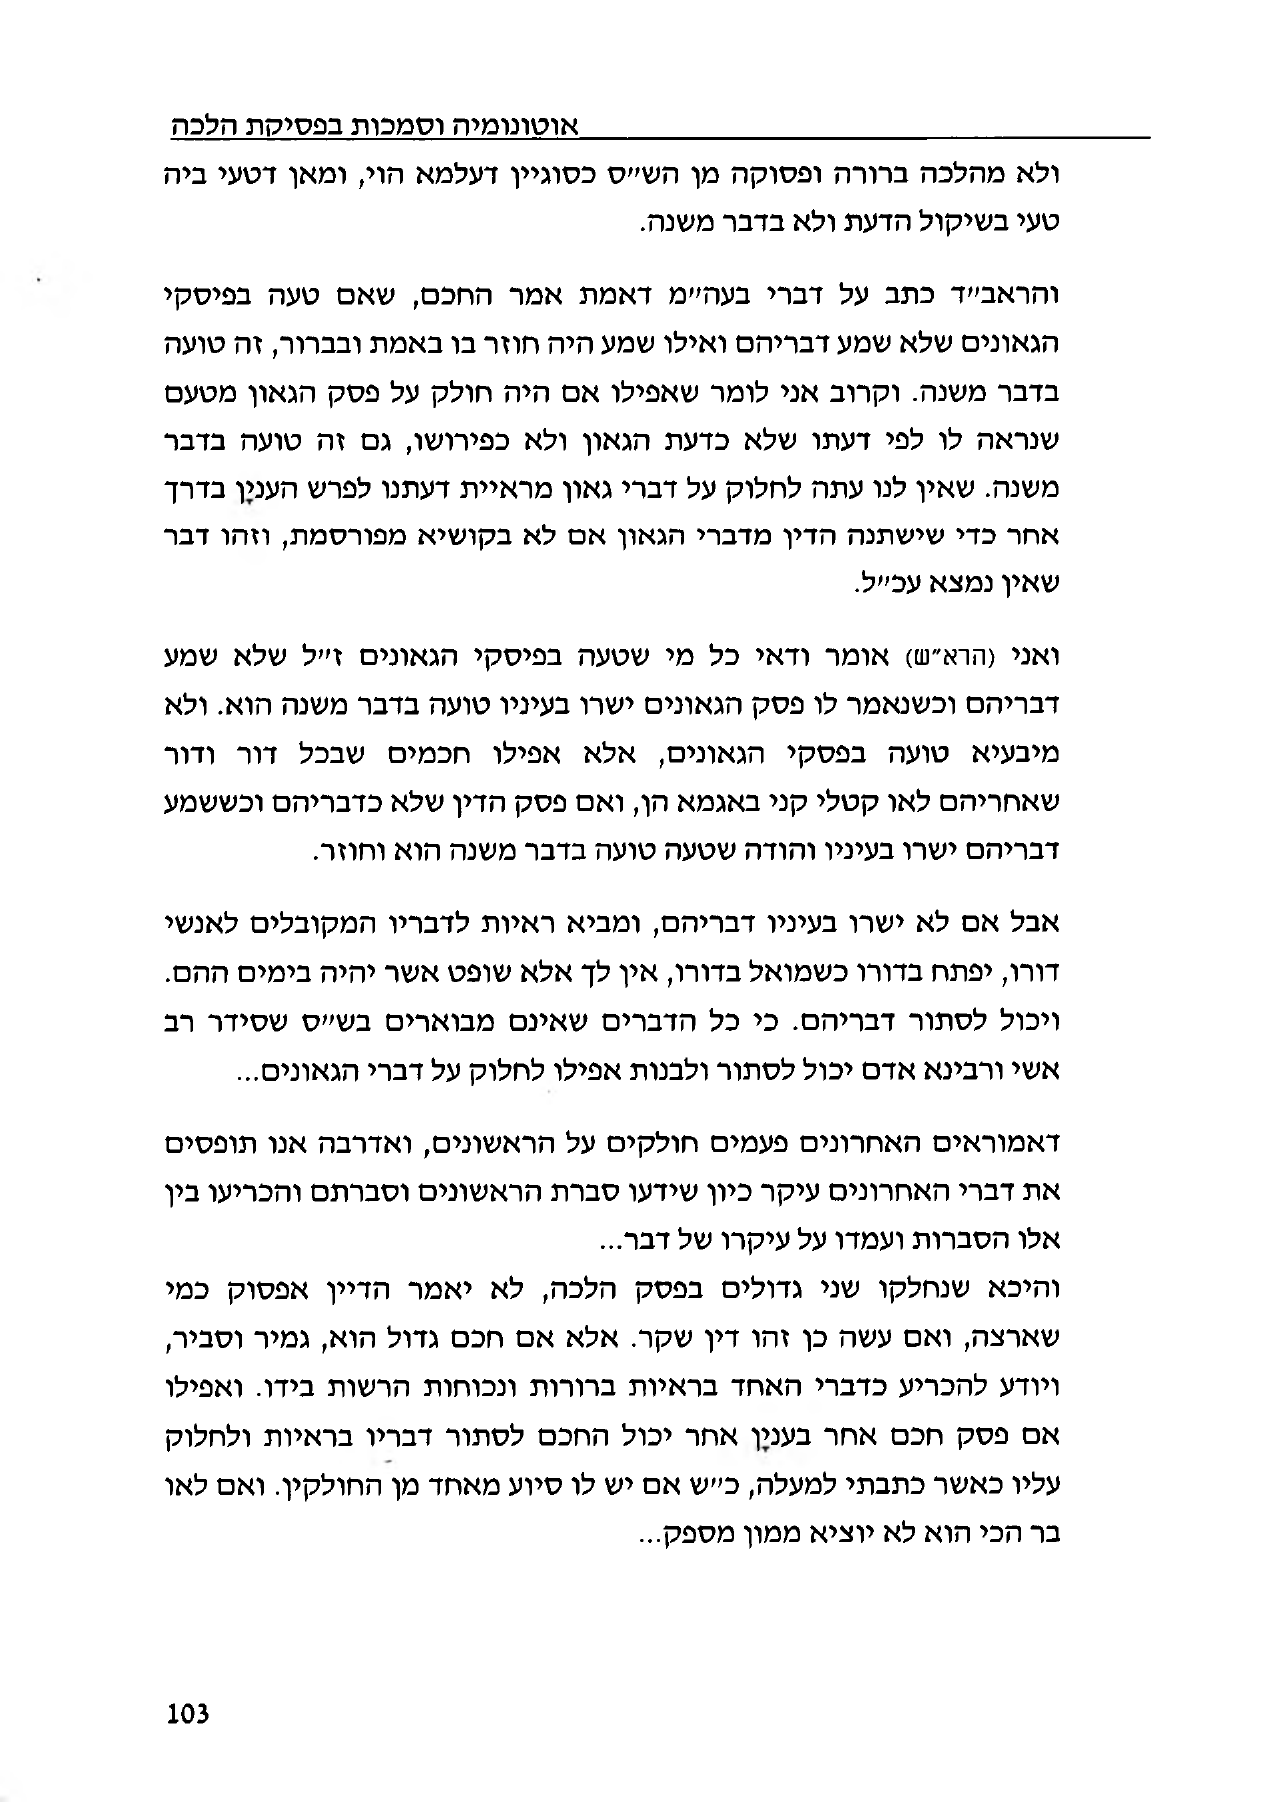 אוטונומיה וסמכות בפסיקת הלכה
ולא מהלכה ברורה ופסוקה מן הש״ס כסוגיין דעלמא הוי, ומאן דטעי ביה
טעי בשיקול הדעת ולא בדבר משנה.
והראב״ד כתב על דברי בעה״מ דאמת אמר החכם, שאם טעה בפיסקי
הגאונים שלא שמע דבריהם ואילו שמע היה חוזר בו באמת ובברור, זה טועה
בדבר משנה. וקרוב אני לומר שאפילו אם היה חולק על פסק הגאון מטעם
שנראה לו לפי דעתו שלא כדעת הגאון ולא כפירושו, גם זה טועה בדבר
משנה. שאין לנו עתה לחלוק על דברי גאון מראיית דעתנו לפרש הענין בדרך
אחר כדי שישתנה הדין מדברי הגאון אם לא בקושיא מפורסמת, וזהו דבר
שאין נמצא עכ״ל.
ואני (הרא״ש) אומר ודאי כל מי שטעה בפיסקי הגאונים ז״ל שלא שמע
דבריהם וכשנאמר לו פסק הגאונים ישרו בעיניו טועה בדבר משנה הוא. ולא
מיבעיא טועה בפסקי הגאונים, אלא אפילו חכמים שבכל דור ודור
שאחריהם לאו קטלי קני באגמא הן, ואם פסק הדין שלא כדבריהם וכששמע
דבריהם ישרו בעיניו והודה שטעה טועה בדבר משנה הוא וחוזר.
אבל אם לא ישרו בעיניו דבריהם, ומביא ראיות לדבריו המקובלים לאנשי
דורו, יפתח בדורו כשמואל בדורו, אין לך אלא שופט אשר יהיה בימים ההם.
ויכול לסתור דבריהם. כי כל הדברים שאינם מבוארים בש״ס שסידר רב
אשי ורבינא אדם יכול לסתור ולבנות אפילו לחלוק על דברי הגאונים...
דאמוראים האחרונים פעמים חולקים על הראשונים, ואדרבה אנו תופסים
את דברי האחרונים עיקר כיון שידעו סברת הראשונים וסברתם והכריעו בין
אלו הסברות ועמדו על עיקרו של דבר...
והיכא שנחלקו שני גדולים בפסק הלכה, לא יאמר הדיין אפסוק כמי
שארצה, ואם עשה כן זהו דין שקר. אלא אם חכם גדול הוא, גמיר וסביר,
ויודע להכריע כדברי האחד בראיות ברורות ונכוחות הרשות בידו. ואפילו
אם פסק חכם אחר בענין אחר יכול החכם לסתור דבריו בראיות ולחלוק
עליו כאשר כתבתי למעלה, כ״ש אם יש לו סיוע מאחד מן החולקין. ואם לאו
בר הכי הוא לא יוציא ממון מספק...
103